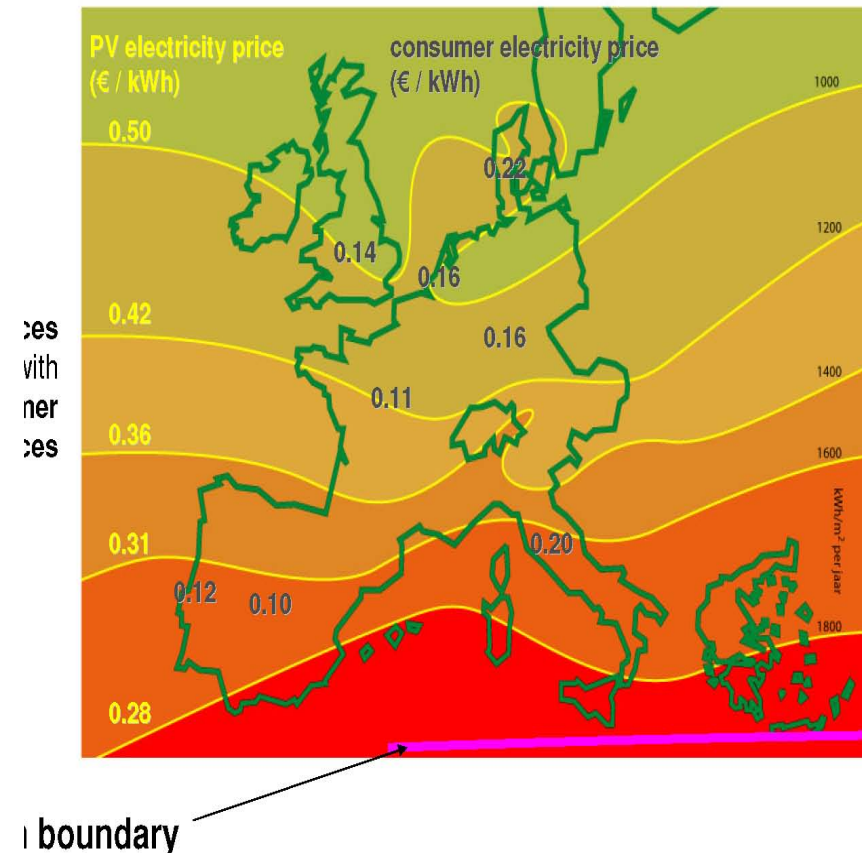 PV electricity price
(€ / kWh)
consumer electricity price
(€ / kWh)
1000
0.50
0.22
1200
0.14
0.16
0.42
0.16
ces
with
mer
ces
1400
0.11
0.36
1600
kWh/m² per jaar
0.31
0.20
0.12
0.10
1800
0.28
boundary